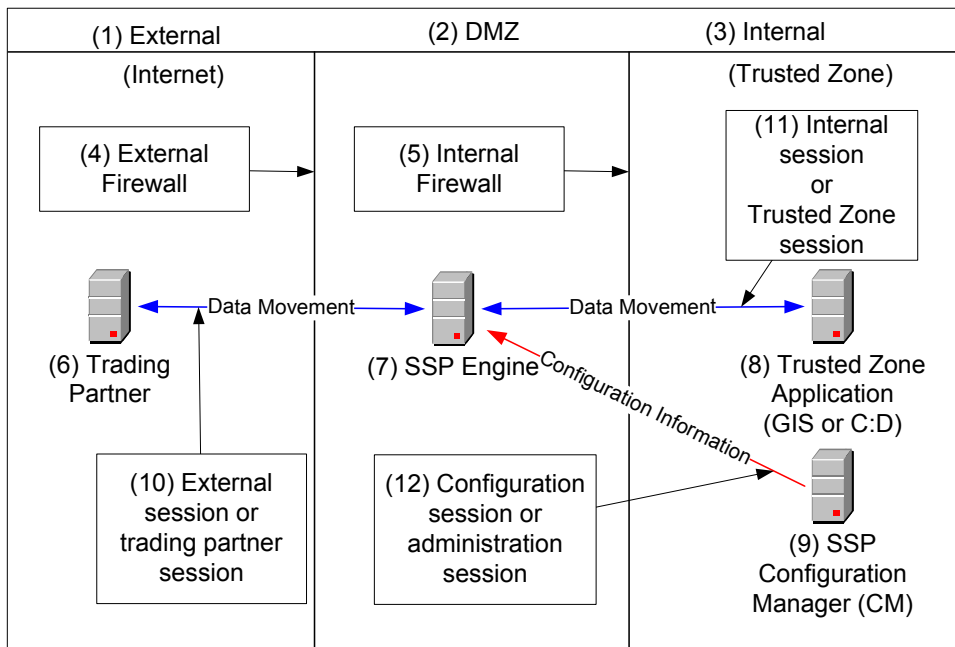 (1) External
(2) DMZ
(3) Internal
(Internet)
(Trusted Zone)
(4) External
Firewall
(5) Internal
Firewall
(11) Internal
session
or
Trusted Zone
session
Data Movement
Data Movement
(6) Trading
Partner
(7) SSP Engine
(8) Trusted Zone
Application
(GIS or C:D)
Configuration Information
(10) External
session or
trading partner
session
(12) Configuration
session or
administration
session
(9) SSP
Configuration
Manager (CM)